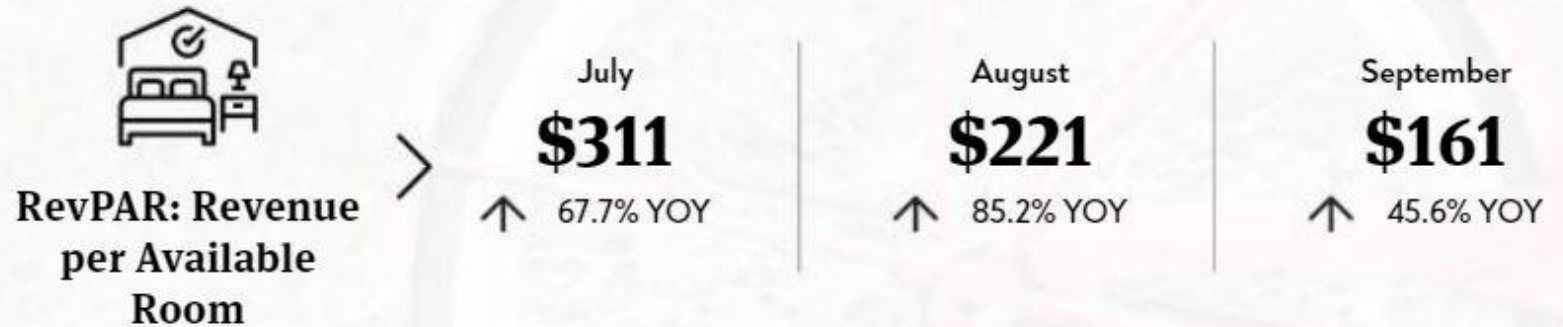 RevPAR: Revenue
per Available
Room
July
$311
67.7% YOY
August
$221
85.2% YOY
September
$161
45.6% YOY